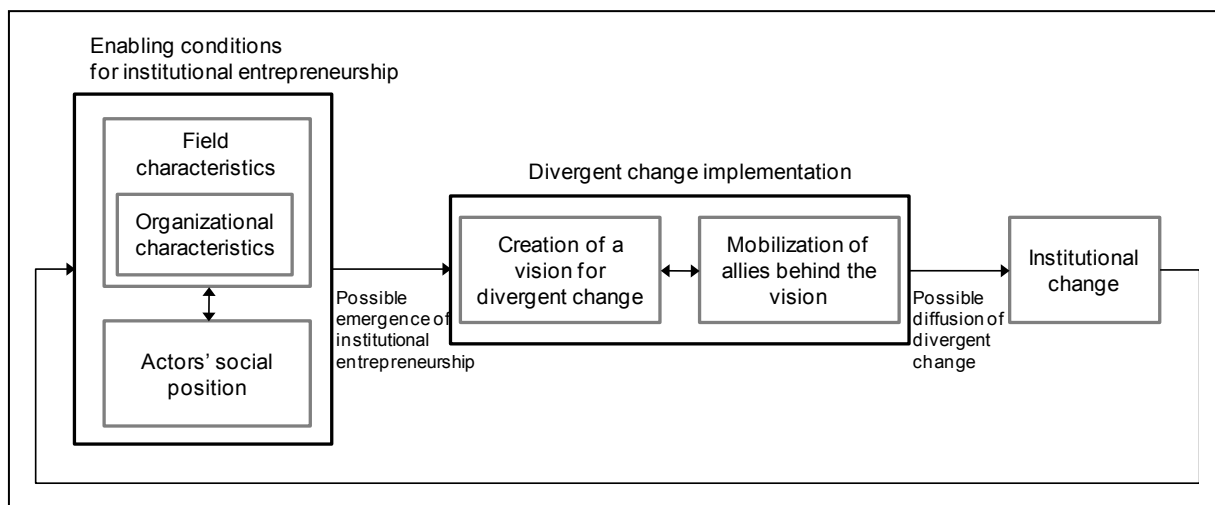 Enabling conditions
for institutional entrepreneurship
Field
characteristics
Organizational
characteristics
Actors' social
position
Possible
emergence of
institutional
entrepreneurship
Divergent change implementation
Creation of a
vision for
divergent change
Mobilization of
allies behind the
vision
Possible
diffusion of
divergent
change
Institutional
change